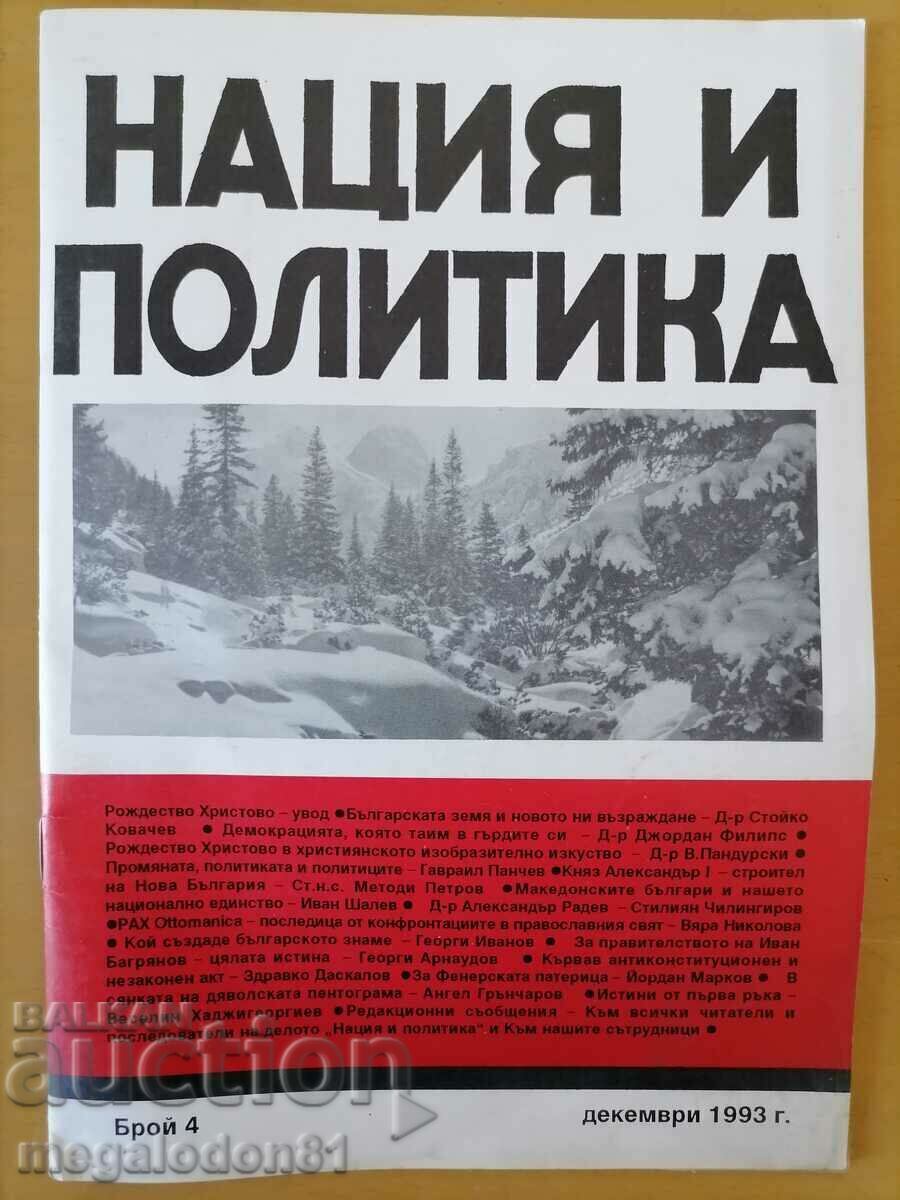 НАЦИЯ И
ПОЛИТИКА
Рождество Христово – увод ●Българската земя и новото ни възраждане – Д-р Стойко
Ковачев ● Демокрацията, която таим в гърдите си – Д-р Джордан Филипс ●
Рождество Христово в християнското изобразително изкуство – Д-р В.Пандурски ●
Промяната, политиката и политиците – Гавраил Панчев ●Княз Александър I – строител
на Нова България – Ст.н.с. Методи Петров ●Македонските българи и нашето
национално единство – Иван Шалев ● Д-р Александър Радев – Стилиян Чилингиров
●PAX Ottomanica – последица от конфронтациите в православния свят – Вяра Николова
● Кой създаде българското знаме – Георги Иванов ● За правителството на Иван
Багрянов – цялата истина – Георги Арнаудов ● Кървав антиконституционен и
незаконен акт – Здравко Даскалов ●За Фенерската патерица – Йордан Марков ● В
сянката на дяволската пентограма – Ангел Грънчаров ●Истини от първа ръка –
Веселин Хаджигеоргиев ●Редакционни съобщения – Към всички читатели и
последователи на делото „Нация и политика“ и Към нашите сътрудници ●
BALKAN
auction
Брой 4
декември 1993 г.
megalodon81